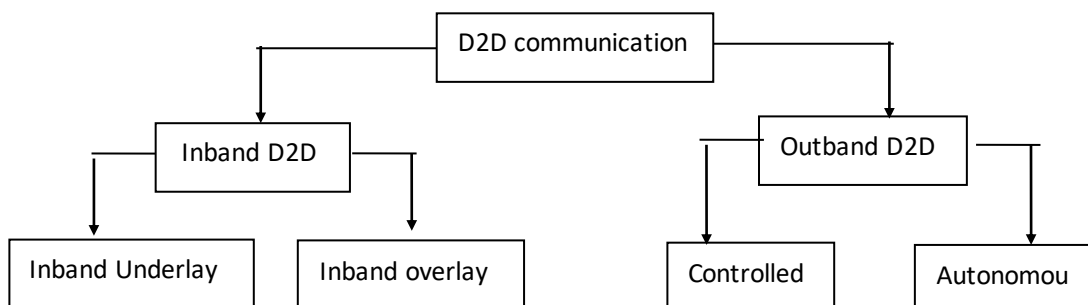 D2D communication
Inband D2D
Outband D2D
Inband Underlay
Inband overlay
Controlled
Autonomou